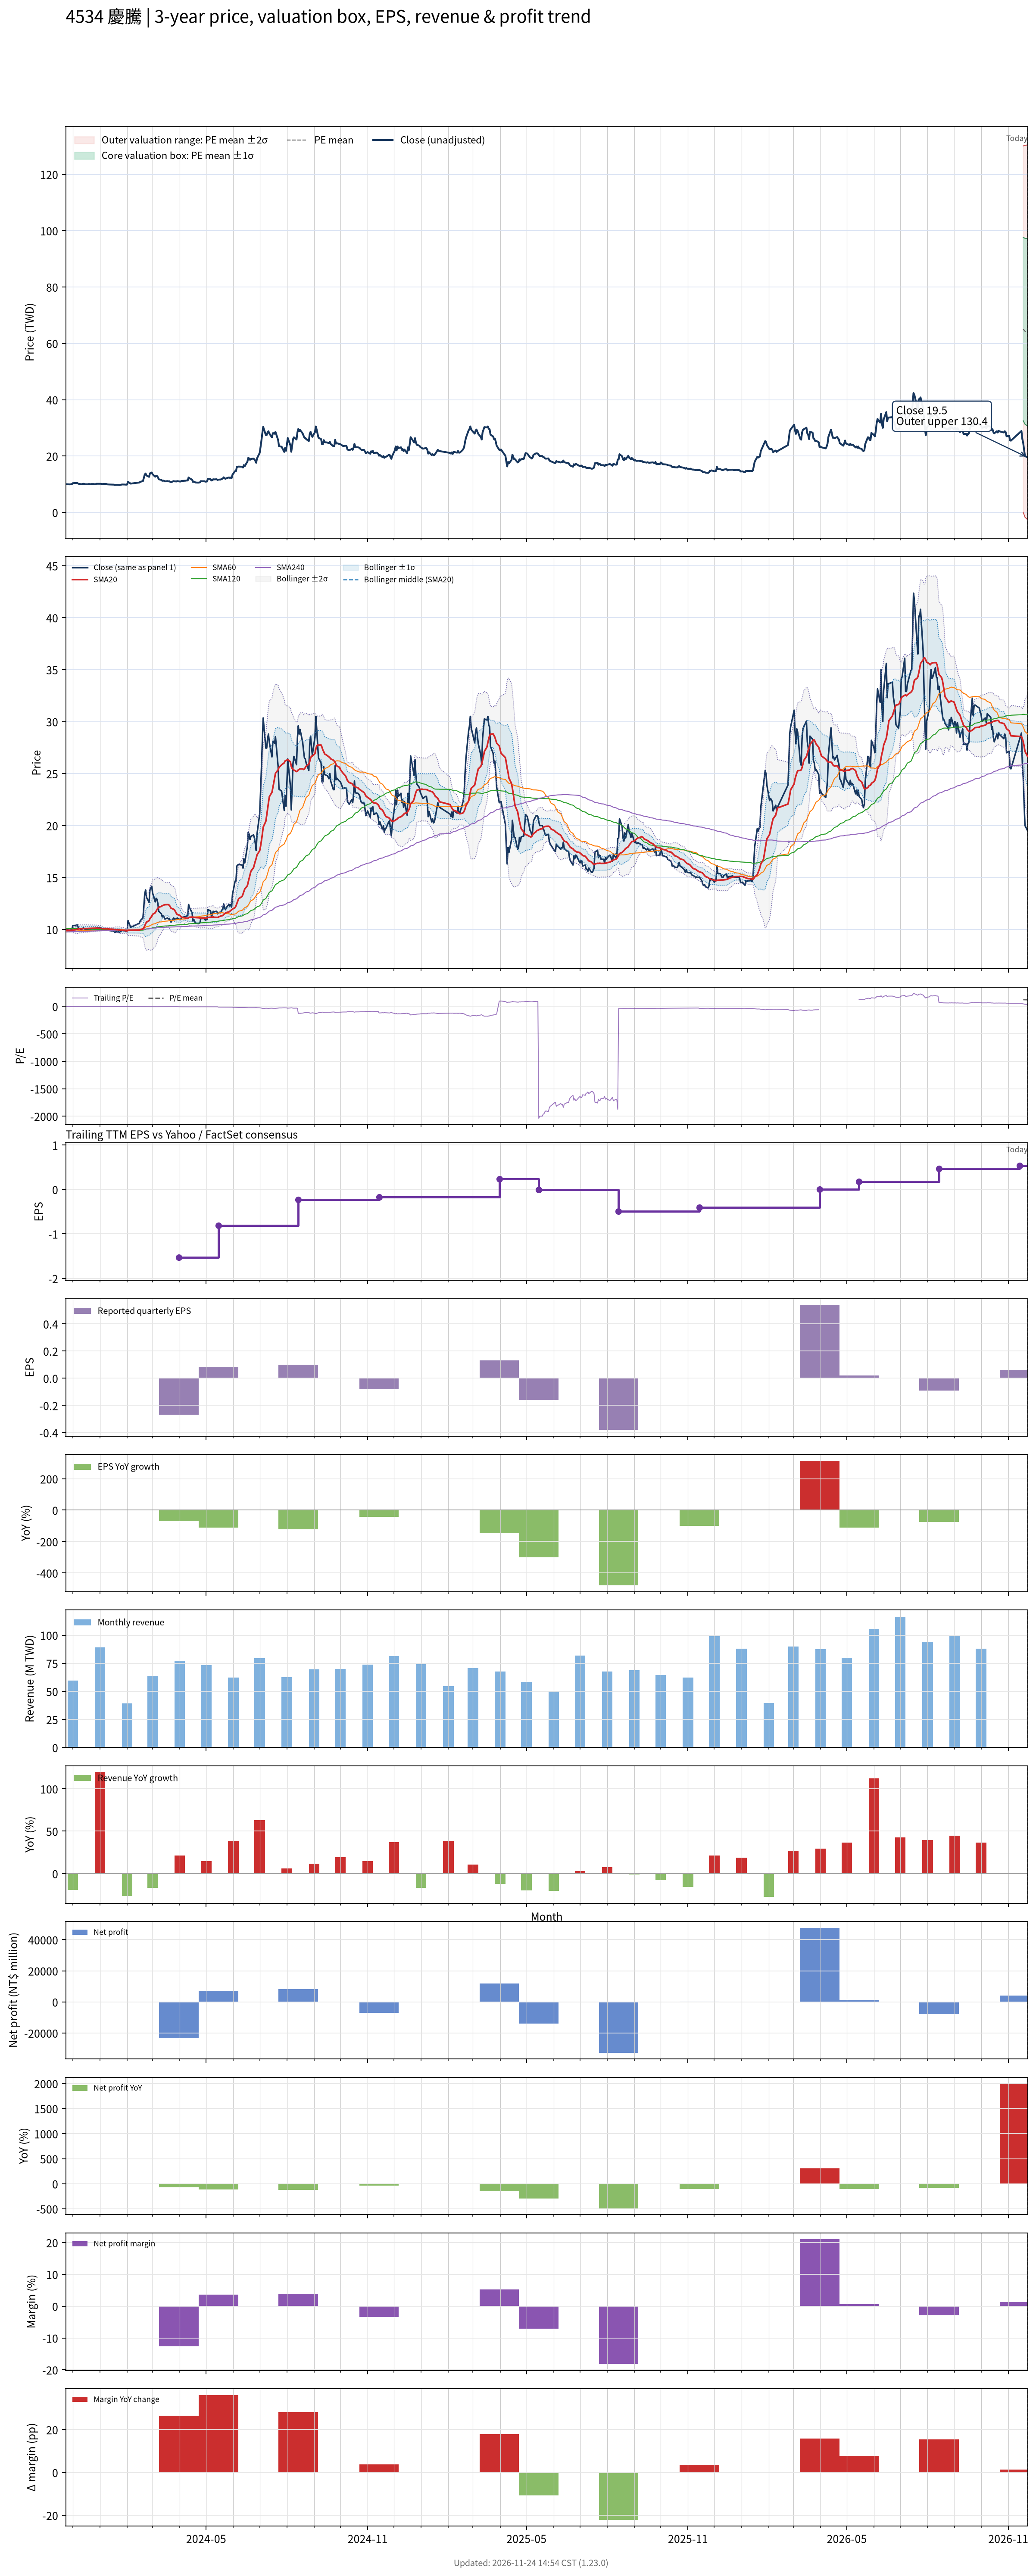 4534 慶騰 | 3-year price, valuation box, EPS, revenue & profit trend
Outer valuation range: PE mean ±2σ
Core valuation box: PE mean ±1σ
PE mean
Close (unadjusted)
Today
Close 19.5
Outer upper 130.4
Price (TWD)
120
100
80
60
40
20
0
Close (same as panel 1)
SMA20
SMA60
SMA120
SMA240
Bollinger ±2σ
Bollinger ±1σ
Bollinger middle (SMA20)
Price
45
40
35
30
25
20
15
10
Trailing P/E
P/E mean
P/E
0
-500
-1000
-1500
-2000
Trailing TTM EPS vs Yahoo / FactSet consensus
Today
EPS
1
0
-1
-2
Reported quarterly EPS
EPS
0.4
0.2
0.0
-0.2
-0.4
EPS YoY growth
YoY (%)
200
0
-200
-400
Monthly revenue
Revenue (M TWD)
100
75
50
25
0
Revenue YoY growth
YoY (%)
100
50
0
Month
Net profit
Net profit (NT$ million)
40000
20000
0
-20000
Net profit YoY
YoY (%)
2000
1500
1000
500
0
-500
Net profit margin
Margin (%)
20
10
0
-10
-20
Margin YoY change
Δ margin (pp)
20
0
-20
2024-05
2024-11
2025-05
2025-11
2026-05
2026-11
Updated: 2026-11-24 14:54 CST (1.23.0)